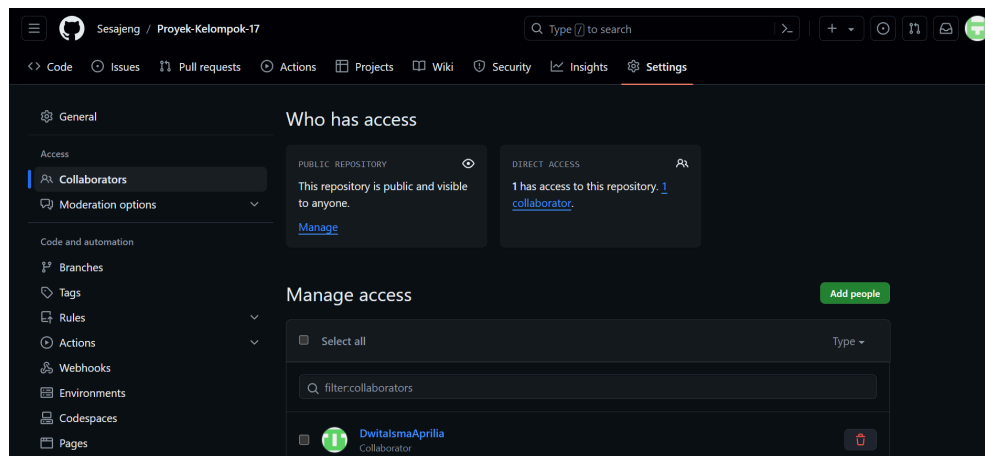 Sesajeng / Proyek-Kelompok-17
Type / to search
Code Issues Pull requests Actions Projects Wiki Security Insights Settings
General
Access
Collaborators
Moderation options
Code and automation
Branches
Tags
Rules
Actions
Webhooks
Environments
Codespaces
Pages
Who has access
PUBLIC REPOSITORY
This repository is public and visible
to anyone.
Manage
DIRECT ACCESS
1 has access to this repository. 1
collaborator.
Manage access
Add people
Select all
Type
filter:collaborators
DwitaIsmaAprilia
Collaborator